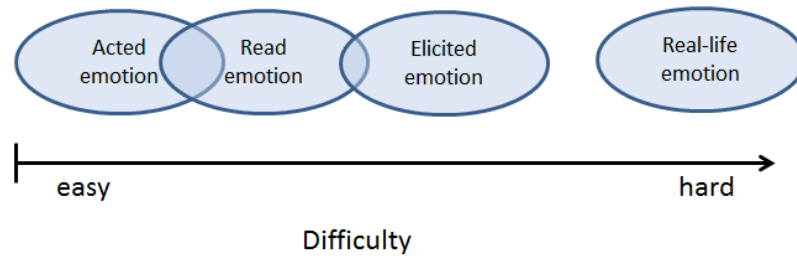 Acted
emotion
Read
emotion
Elicited
emotion
Real-life
emotion
easy
hard
Difficulty